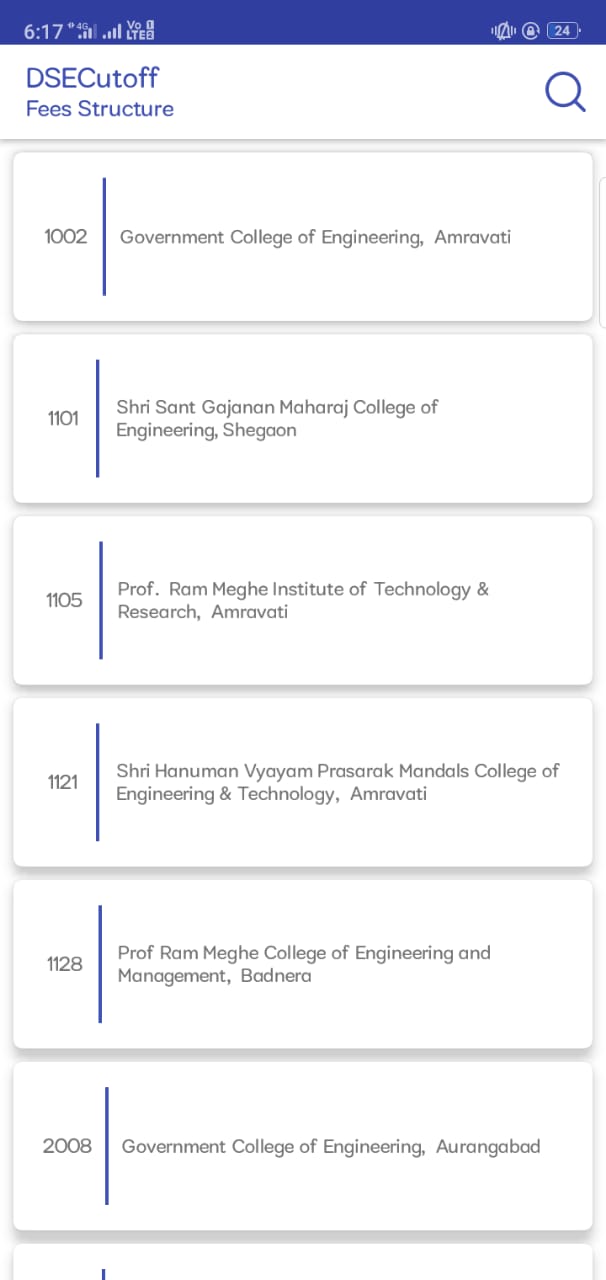 6:17 4G Vo 1 LTE2 24
DSECutoff
Fees Structure
1002
Government College of Engineering, Amravati
1101
Shri Sant Gajanan Maharaj College of
Engineering, Shegaon
1105
Prof. Ram Meghe Institute of Technology &
Research, Amravati
1121
Shri Hanuman Vyayam Prasarak Mandals College of
Engineering & Technology, Amravati
1128
Prof Ram Meghe College of Engineering and
Management, Badnera
2008
Government College of Engineering, Aurangabad